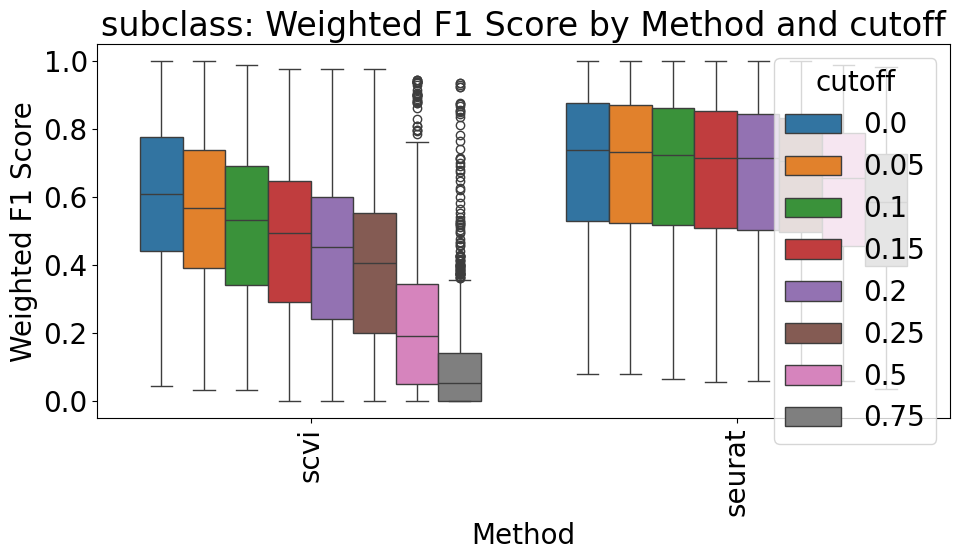 subclass: Weighted F1 Score by Method and cutoff
Weighted F1 Score
1.0
0.8
0.6
0.4
0.2
0.0
cutoff
0.0
0.05
0.1
0.15
0.2
0.25
0.5
0.75
scvi
seurat
Method